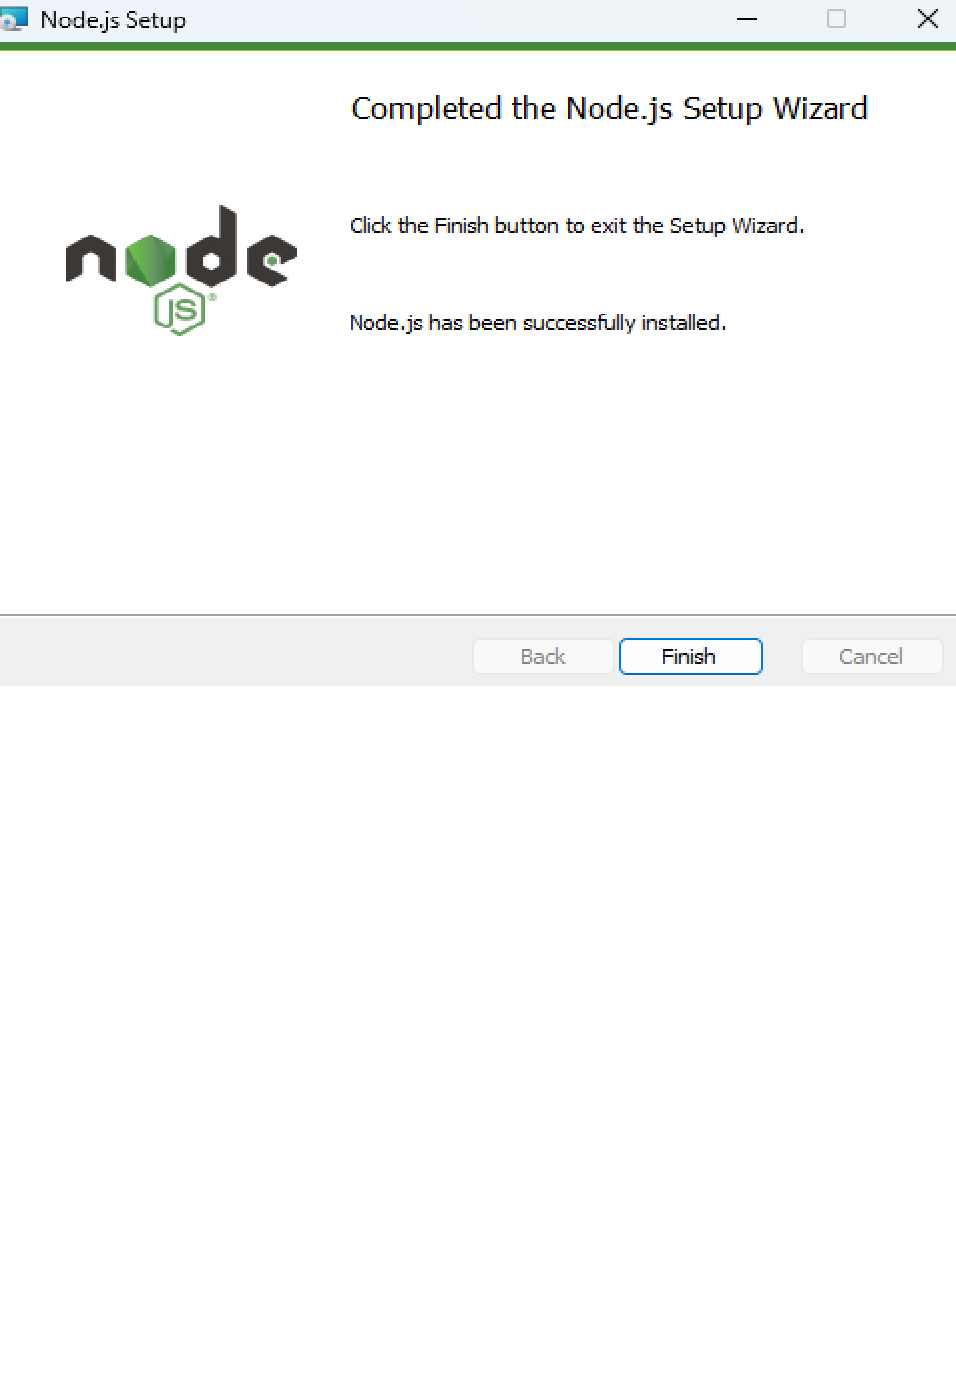 Node.js Setup
Completed the Node.js Setup Wizard
Click the Finish button to exit the Setup Wizard.
node
JS®
Node.js has been successfully installed.
Back
Finish
Cancel